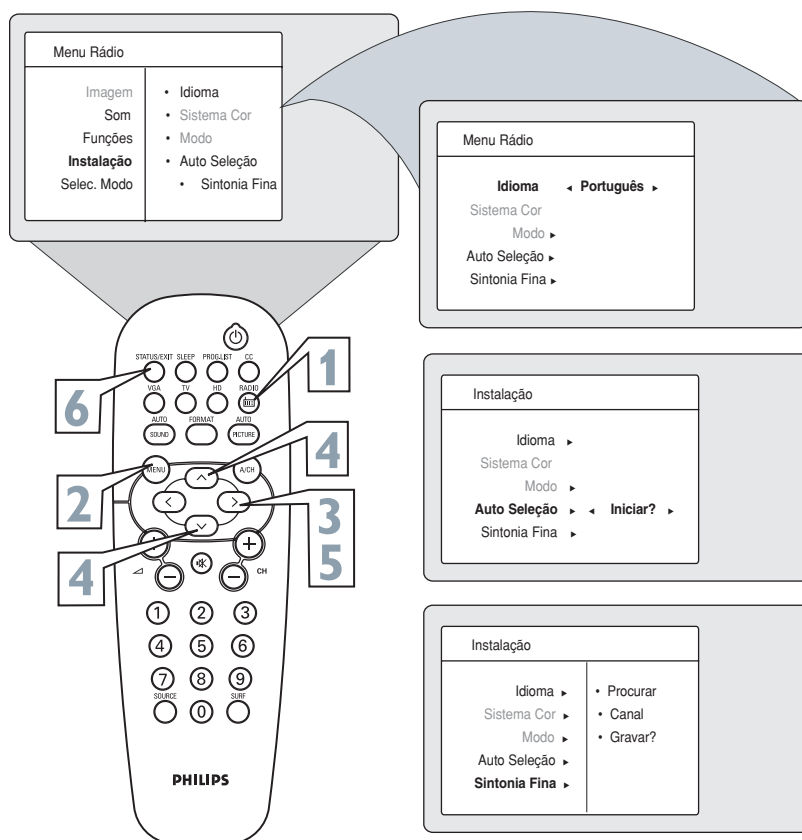 Menu Rádio
Imagem
Som
Funções
Instalação
Selec. Modo
• Idioma
• Sistema Cor
• Modo
• Auto Seleção
• Sintonia Fina
Menu Rádio
Idioma ◂ Português ▸
Sistema Cor
Modo ▸
Auto Seleção ▸
Sintonia Fina ▸
STATUS/EXIT SLEEP PROG.LIST CC
VGA TV HD RADIO
AUTO FORMAT AUTO
SOUND PICTURE
MENU A/CH
CH
1 2 3
4 5 6
7 8 9
SOURCE 0 SURF
PHILIPS
6
1
2
4
3
5
4
Instalação
Idioma ▸
Sistema Cor
Modo ▸
Auto Seleção ▸ ◂ Iniciar? ▸
Sintonia Fina ▸
Instalação
Idioma ▸
Sistema Cor ▸
Modo ▸
Auto Seleção ▸
Sintonia Fina ▸
• Procurar
• Canal
• Gravar?